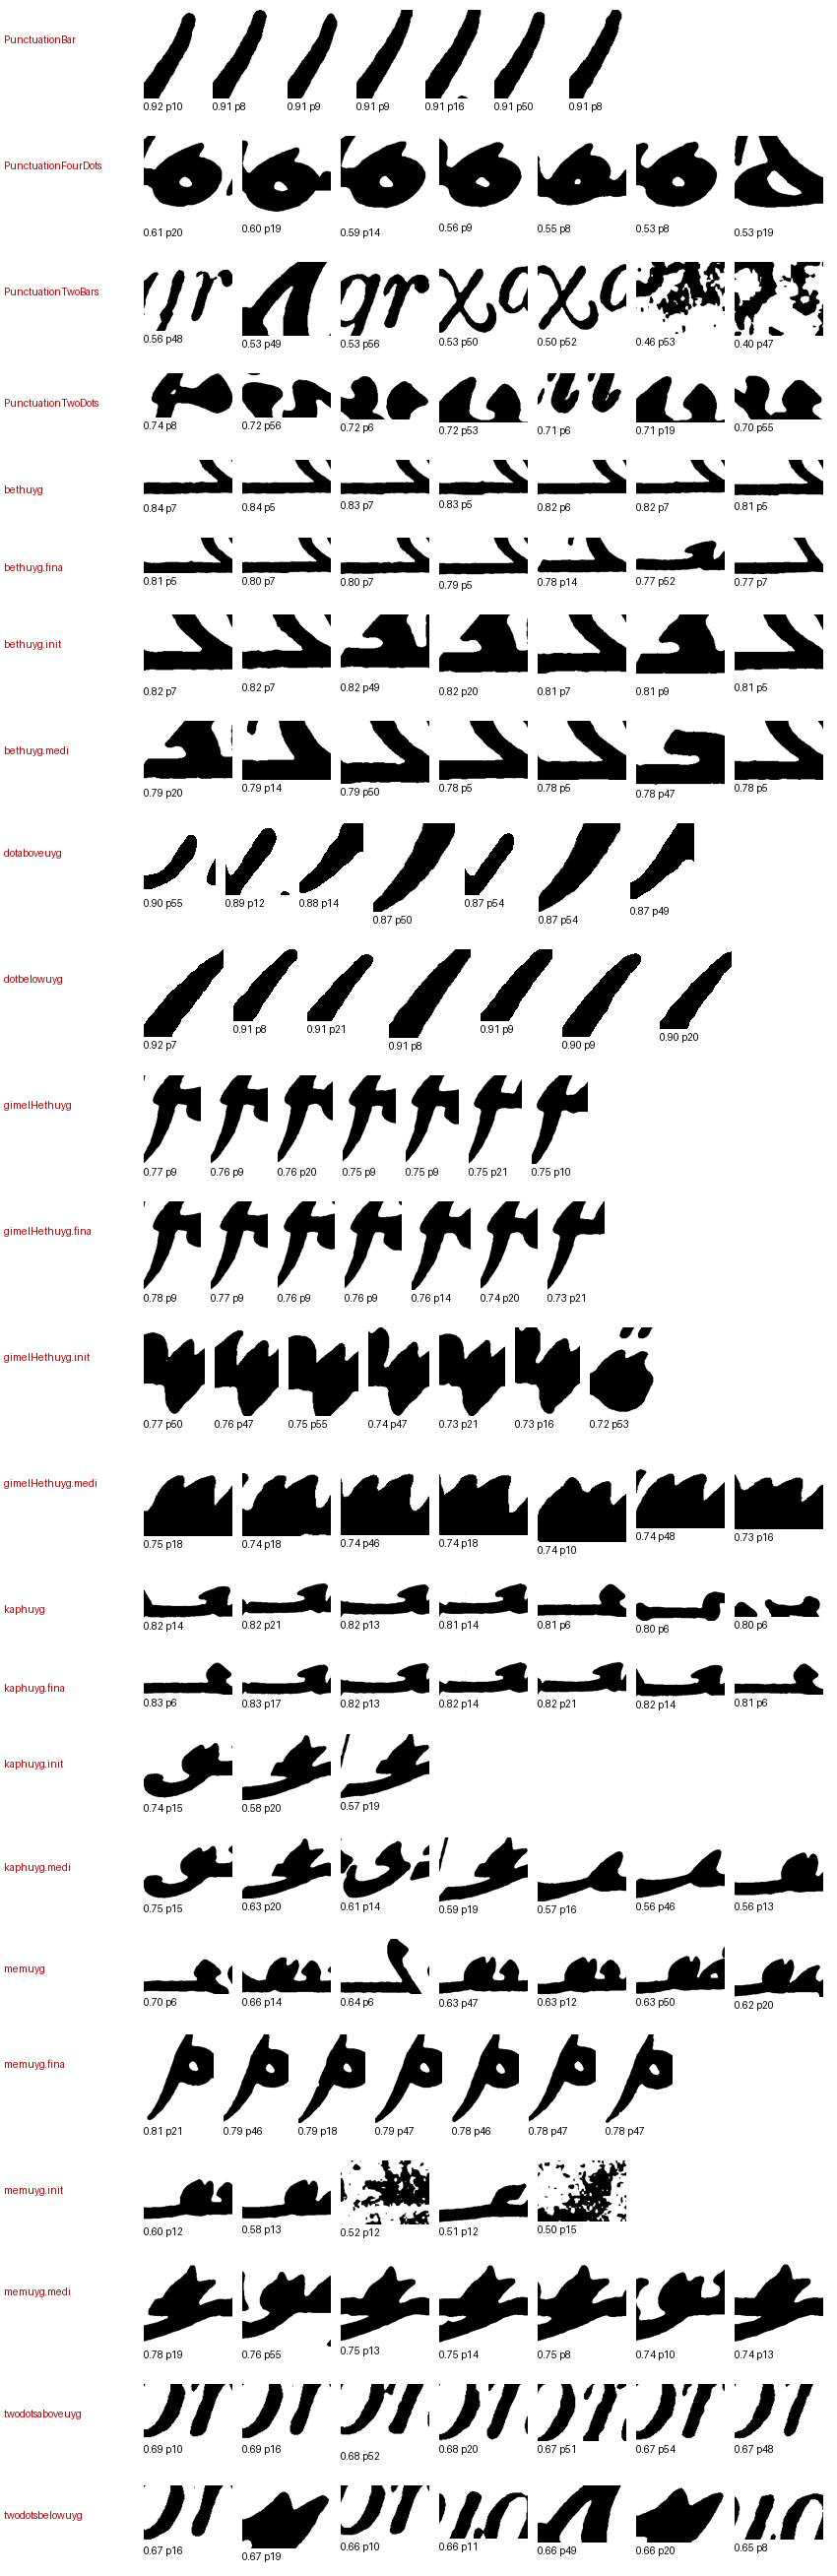 PunctuationBar
0.92 p10 0.91 p8 0.91 p9 0.91 p9 0.91 p16 0.91 p50 0.91 p8
PunctuationFourDots
0.61 p20 0.60 p19 0.59 p14 0.56 p9 0.55 p8 0.53 p8 0.53 p19
PunctuationTwoBars
0.56 p48 0.53 p49 0.53 p56 0.53 p50 0.50 p52 0.46 p53 0.40 p47
PunctuationTwoDots
0.74 p8 0.72 p56 0.72 p6 0.72 p53 0.71 p6 0.71 p19 0.70 p55
bethuyg
0.84 p7 0.84 p5 0.83 p7 0.83 p5 0.82 p6 0.82 p7 0.81 p5
bethuyg.fina
0.81 p5 0.80 p7 0.80 p7 0.79 p5 0.78 p14 0.77 p52 0.77 p7
bethuyg.init
0.82 p7 0.82 p7 0.82 p49 0.82 p20 0.81 p7 0.81 p9 0.81 p5
bethuyg.medi
0.79 p20 0.79 p14 0.79 p50 0.78 p5 0.78 p5 0.78 p47 0.78 p5
dotaboveuyg
0.90 p55 0.89 p12 0.88 p14 0.87 p50 0.87 p54 0.87 p54 0.87 p49
dotbelowuyg
0.92 p7 0.91 p8 0.91 p21 0.91 p8 0.91 p9 0.90 p9 0.90 p20
gimelHethuyg
0.77 p9 0.76 p9 0.76 p20 0.75 p9 0.75 p9 0.75 p21 0.75 p10
gimelHethuyg.fina
0.78 p9 0.77 p9 0.76 p9 0.76 p9 0.76 p14 0.74 p20 0.73 p21
gimelHethuyg.init
0.77 p50 0.76 p47 0.75 p55 0.74 p47 0.73 p21 0.73 p16 0.72 p53
gimelHethuyg.medi
0.75 p18 0.74 p18 0.74 p46 0.74 p18 0.74 p10 0.74 p48 0.73 p16
kaphuyg
0.82 p14 0.82 p21 0.82 p13 0.81 p14 0.81 p6 0.80 p6 0.80 p6
kaphuyg.fina
0.83 p6 0.83 p17 0.82 p13 0.82 p14 0.82 p21 0.82 p14 0.81 p6
kaphuyg.init
0.74 p15 0.58 p20 0.57 p19
kaphuyg.medi
0.75 p15 0.63 p20 0.61 p14 0.59 p19 0.57 p16 0.56 p46 0.56 p13
memuyg
0.70 p6 0.66 p14 0.64 p6 0.63 p47 0.63 p12 0.63 p50 0.62 p20
memuyg.fina
0.81 p21 0.79 p46 0.79 p18 0.79 p47 0.78 p46 0.78 p47 0.78 p47
memuyg.init
0.60 p12 0.58 p13 0.52 p12 0.51 p12 0.50 p15
memuyg.medi
0.78 p19 0.76 p55 0.75 p13 0.75 p14 0.75 p8 0.74 p10 0.74 p13
twodotsaboveuyg
0.69 p10 0.69 p16 0.68 p52 0.68 p20 0.67 p51 0.67 p54 0.67 p48
twodotsbelowuyg
0.67 p16 0.67 p19 0.66 p10 0.66 p11 0.66 p49 0.66 p20 0.65 p8